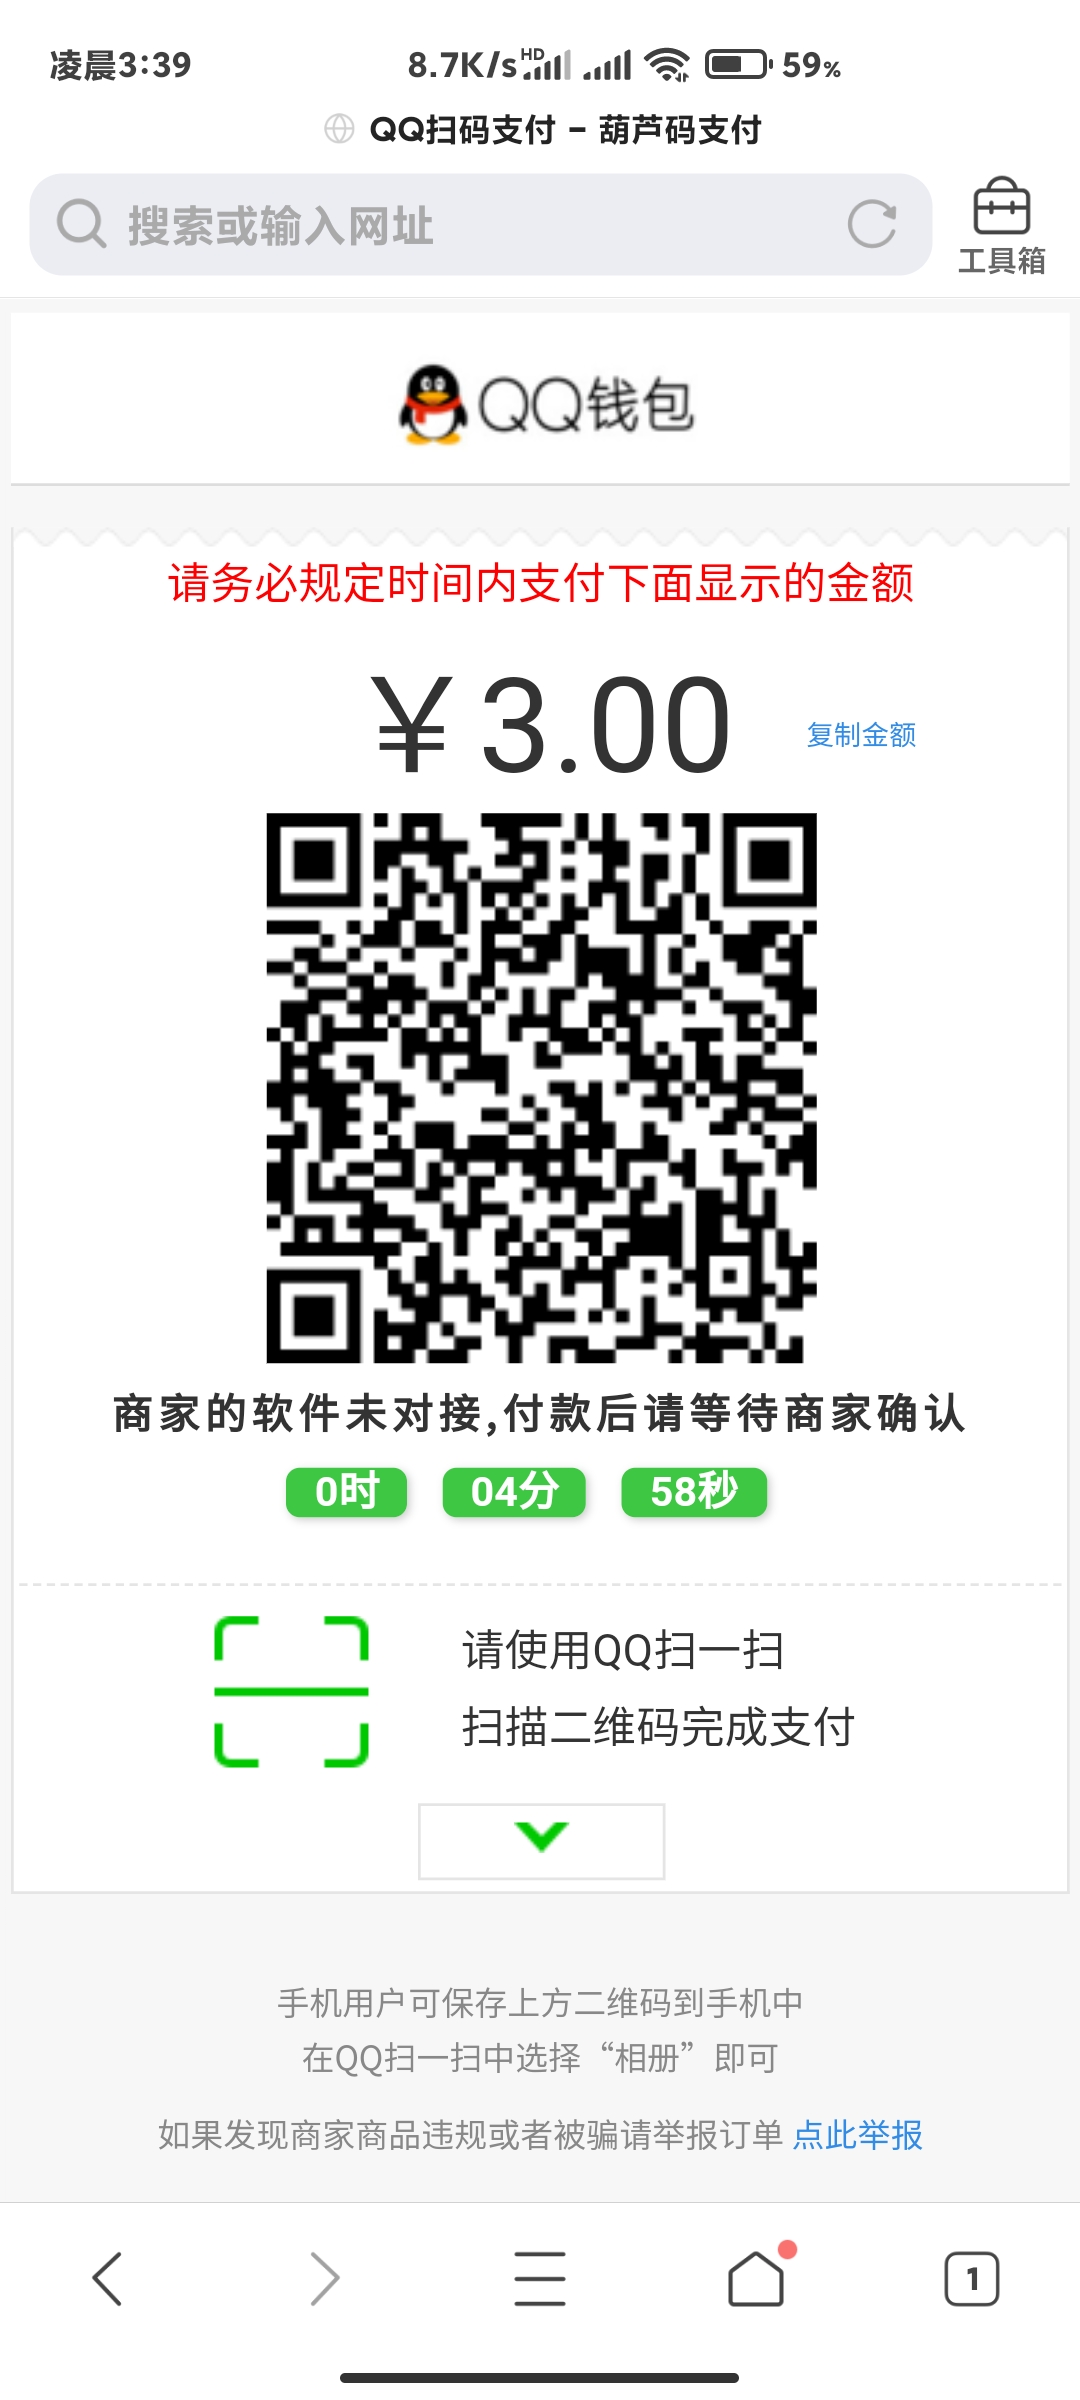 凌晨3:39
8.7K/s HD 59%
QQ扫码支付 – 葫芦码支付
搜索或输入网址
工具箱
QQ钱包
请务必规定时间内支付下面显示的金额
￥3.00
复制金额
商家的软件未对接,付款后请等待商家确认
0时 04分 58秒
请使用QQ扫一扫
扫描二维码完成支付
手机用户可保存上方二维码到手机中
在QQ扫一扫中选择“相册”即可
如果发现商家商品违规或者被骗请举报订单 点此举报
1